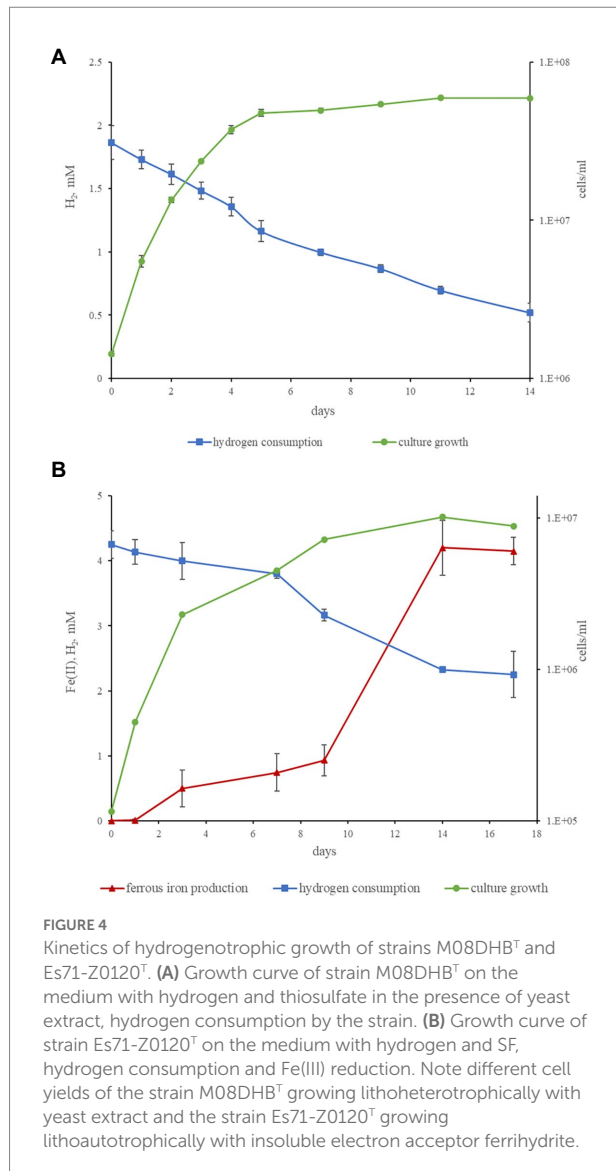 A
2.5
2
1.5
1
0.5
0
H₂, mM
1.E+08
1.E+07
1.E+06
cells/ml
0 2 4 6 8 10 12 14
days
hydrogen consumption culture growth
B
5
4
3
2
1
0
Fe(II), H₂, mM
1.E+07
1.E+06
1.E+05
cells/ml
0 2 4 6 8 10 12 14 16 18
days
ferrous iron production hydrogen consumption culture growth
FIGURE 4
Kinetics of hydrogenotrophic growth of strains M08DHBᵀ and
Es71-Z0120ᵀ. (A) Growth curve of strain M08DHBᵀ on the
medium with hydrogen and thiosulfate in the presence of yeast
extract, hydrogen consumption by the strain. (B) Growth curve of
strain Es71-Z0120ᵀ on the medium with hydrogen and SF,
hydrogen consumption and Fe(III) reduction. Note different cell
yields of the strain M08DHBᵀ growing lithoheterotrophically with
yeast extract and the strain Es71-Z0120ᵀ growing
lithoautotrophically with insoluble electron acceptor ferrihydrite.